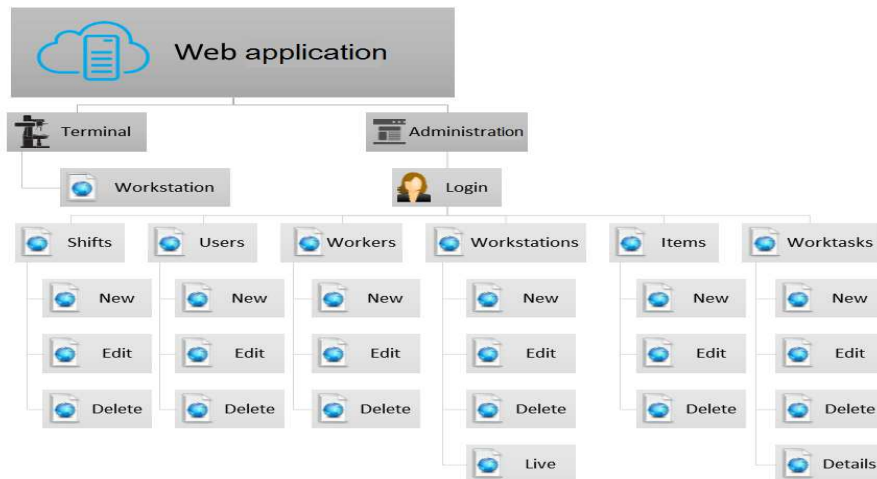 Web application
Terminal Administration
Workstation Login
Shifts Users Workers Workstations Items Worktasks
New New New New New New
Edit Edit Edit Edit Edit Edit
Delete Delete Delete Delete Delete Delete
Live Details